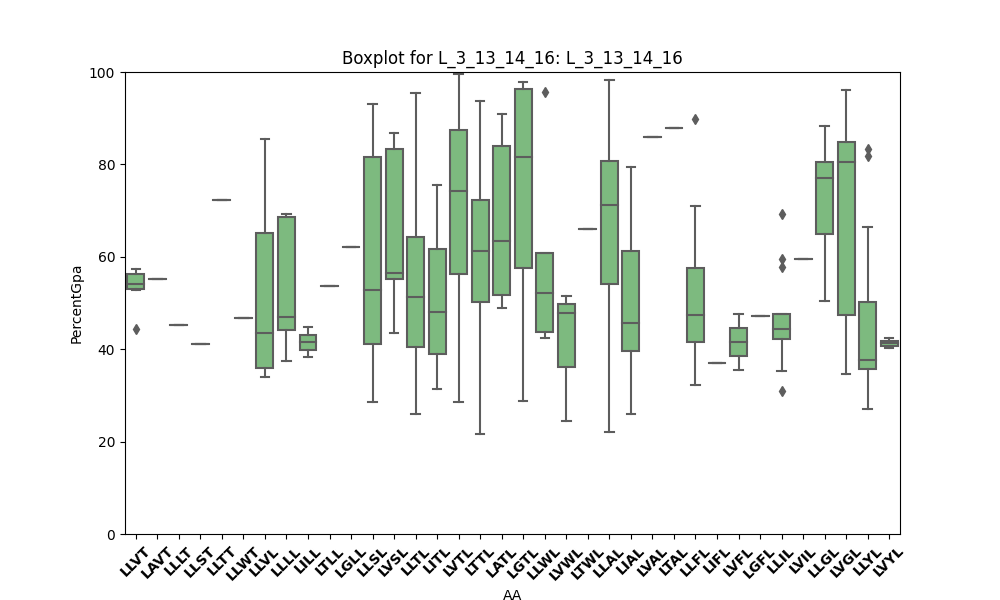 Boxplot for L_3_13_14_16: L_3_13_14_16
100
80
60
40
20
0
PercentGpa
LLVT LAVT LLLT LLST LLTT LLWT LLVL LLLL LILL LTLL LGLL LLSL LVSL LLTL LITL LVTL LTTL LATL LGTL LLWL LVWL LTWL LLAL LIAL LVAL LTAL LLFL LIFL LVFL LGFL LLIL LVIL LLGL LVGL LLYL LVYL
AA